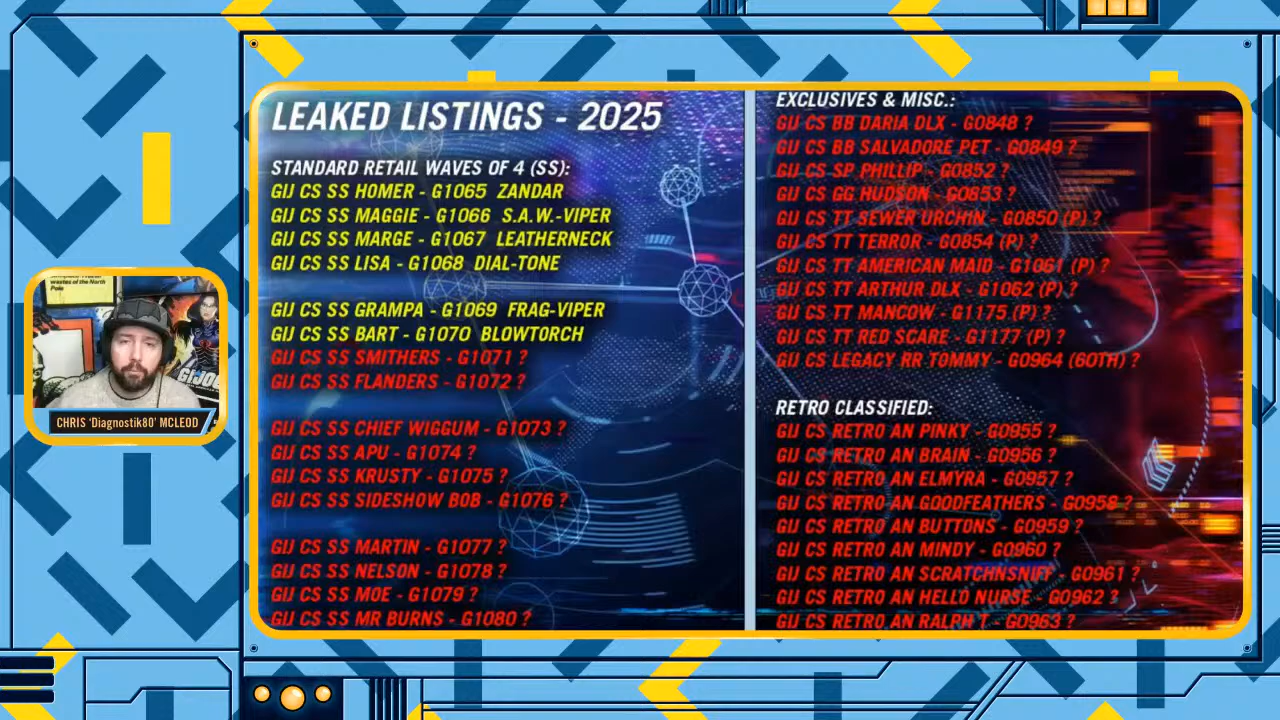 LEAKED LISTINGS - 2025
STANDARD RETAIL WAVES OF 4 (SS):
GIJ CS SS HOMER - G1065 ZANDAR
GIJ CS SS MAGGIE - G1066 S.A.W.-VIPER
GIJ CS SS MARGE - G1067 LEATHERNECK
GIJ CS SS LISA - G1068 DIAL-TONE
GIJ CS SS GRAMPA - G1069 FRAG-VIPER
GIJ CS SS BART - G1070 BLOWTORCH
GIJ CS SS SMITHERS - G1071 ?
GIJ CS SS FLANDERS - G1072 ?
GIJ CS SS CHIEF WIGGUM - G1073 ?
GIJ CS SS APU - G1074 ?
GIJ CS SS KRUSTY - G1075 ?
GIJ CS SS SIDESHOW BOB - G1076 ?
GIJ CS SS MARTIN - G1077 ?
GIJ CS SS NELSON - G1078 ?
GIJ CS SS MOE - G1079 ?
GIJ CS SS MR BURNS - G1080 ?
EXCLUSIVES & MISC.:
GIJ CS BB DARIA DLX - G0848 ?
GIJ CS BB SALVADORE PET - G0849 ?
GIJ CS SP PHILLIP - G0852 ?
GIJ CS GG HUDSON - G0853 ?
GIJ CS TT SEWER URCHIN - G0850 (P) ?
GIJ CS TT TERROR - G0854 (P) ?
GIJ CS TT AMERICAN MAID - G1061 (P) ?
GIJ CS TT ARTHUR DLX - G1062 (P) ?
GIJ CS TT MANCOW - G1175 (P) ?
GIJ CS TT RED SCARE - G1177 (P) ?
GIJ CS LEGACY RR TOMMY - G0964 (60TH) ?
RETRO CLASSIFIED:
GIJ CS RETRO AN PINKY - G0955 ?
GIJ CS RETRO AN BRAIN - G0956 ?
GIJ CS RETRO AN ELMYRA - G0957 ?
GIJ CS RETRO AN GOODFEATHERS - G0958 ?
GIJ CS RETRO AN BUTTONS - G0959 ?
GIJ CS RETRO AN MINDY - G0960 ?
GIJ CS RETRO AN SCRATCHNSNIFF - G0961 ?
GIJ CS RETRO AN HELLO NURSE - G0962 ?
GIJ CS RETRO AN RALPH T - G0963 ?
wastes of the North
Pole
GIJOE
CHRIS 'Diagnostik80' MCLEOD